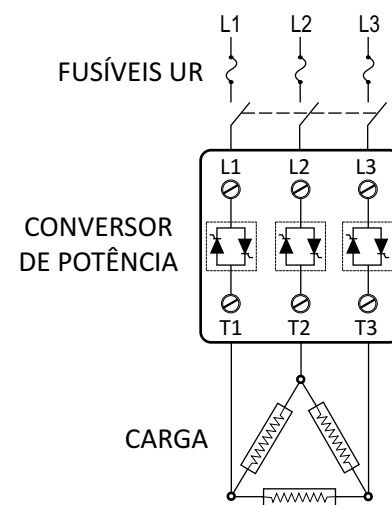 L1 L2 L3
FUSÍVEIS UR
L1 L2 L3
CONVERSOR
DE POTÊNCIA
T1 T2 T3
CARGA